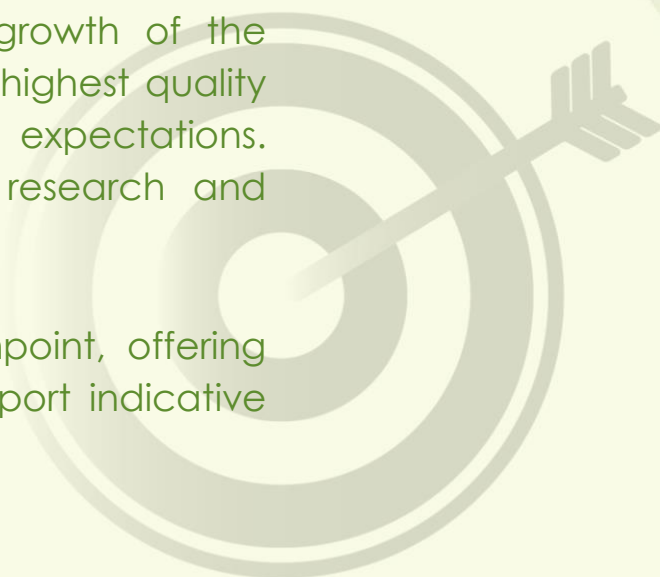 growth of the
highest quality
expectations.
research and
point, offering
port indicative